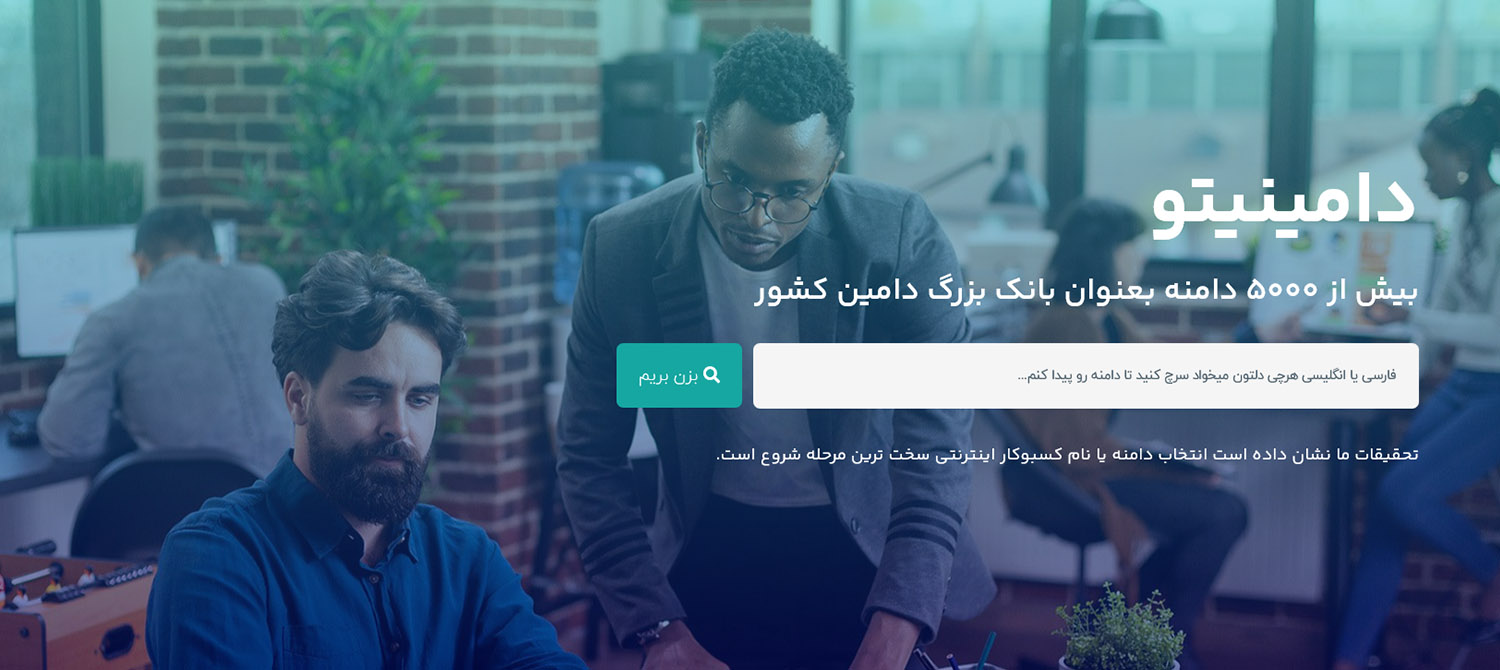 دامینیتو
بیش از ۵۰۰۰ دامنه بعنوان بانک بزرگ دامین کشور
فارسی یا انگلیسی هرچی دلتون میخواد سرچ کنید تا دامنه رو پیدا کنم...
بزن بریم
تحقیقات ما نشان داده است انتخاب دامنه یا نام کسبوکار اینترنتی سخت ترین مرحله شروع است.